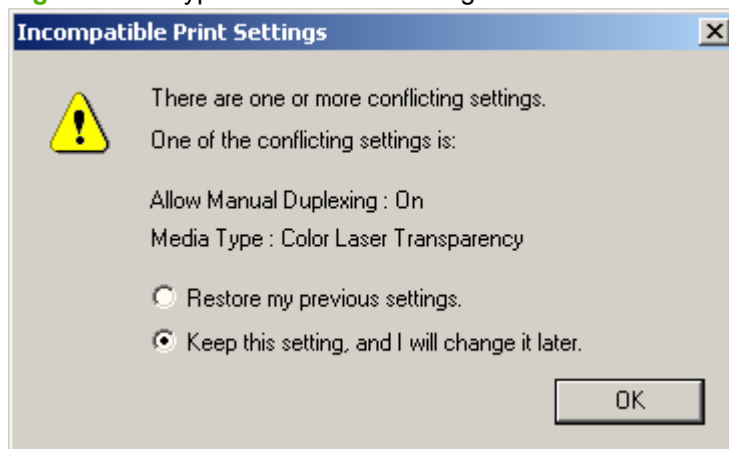 Incompatible Print Settings
There are one or more conflicting settings.
One of the conflicting settings is:
Allow Manual Duplexing : On
Media Type : Color Laser Transparency
Restore my previous settings.
Keep this setting, and I will change it later.
OK